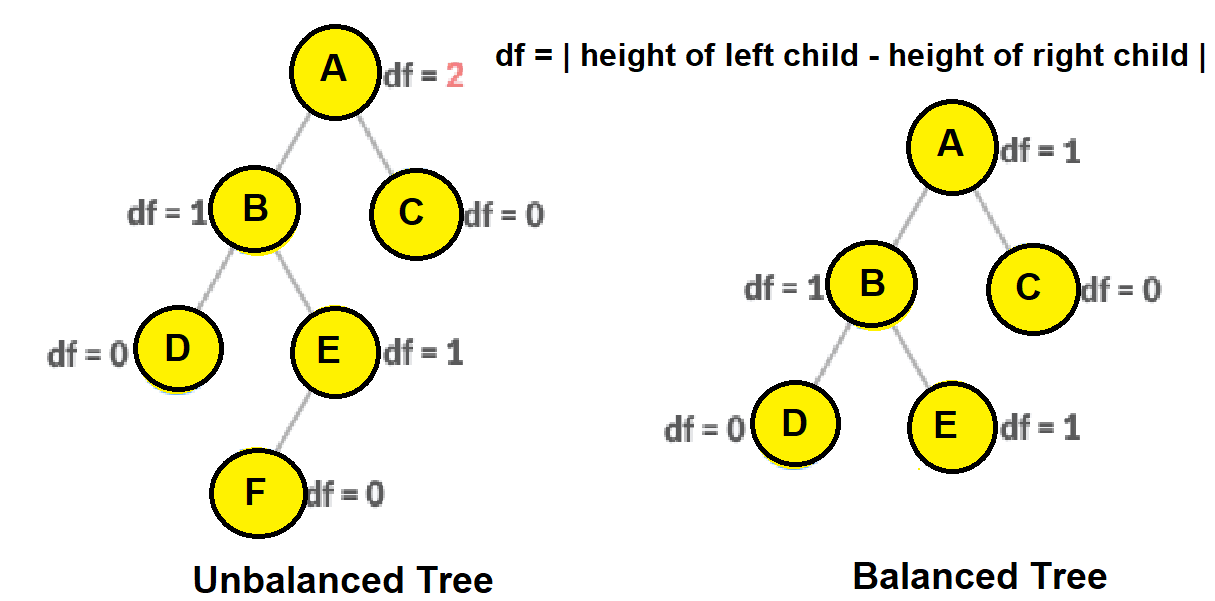 df = | height of left child - height of right child |
A df = 2
df = 1 B
C df = 0
df = 0 D
E df = 1
F df = 0
Unbalanced Tree
A df = 1
df = 1 B
C df = 0
df = 0 D
E df = 1
Balanced Tree